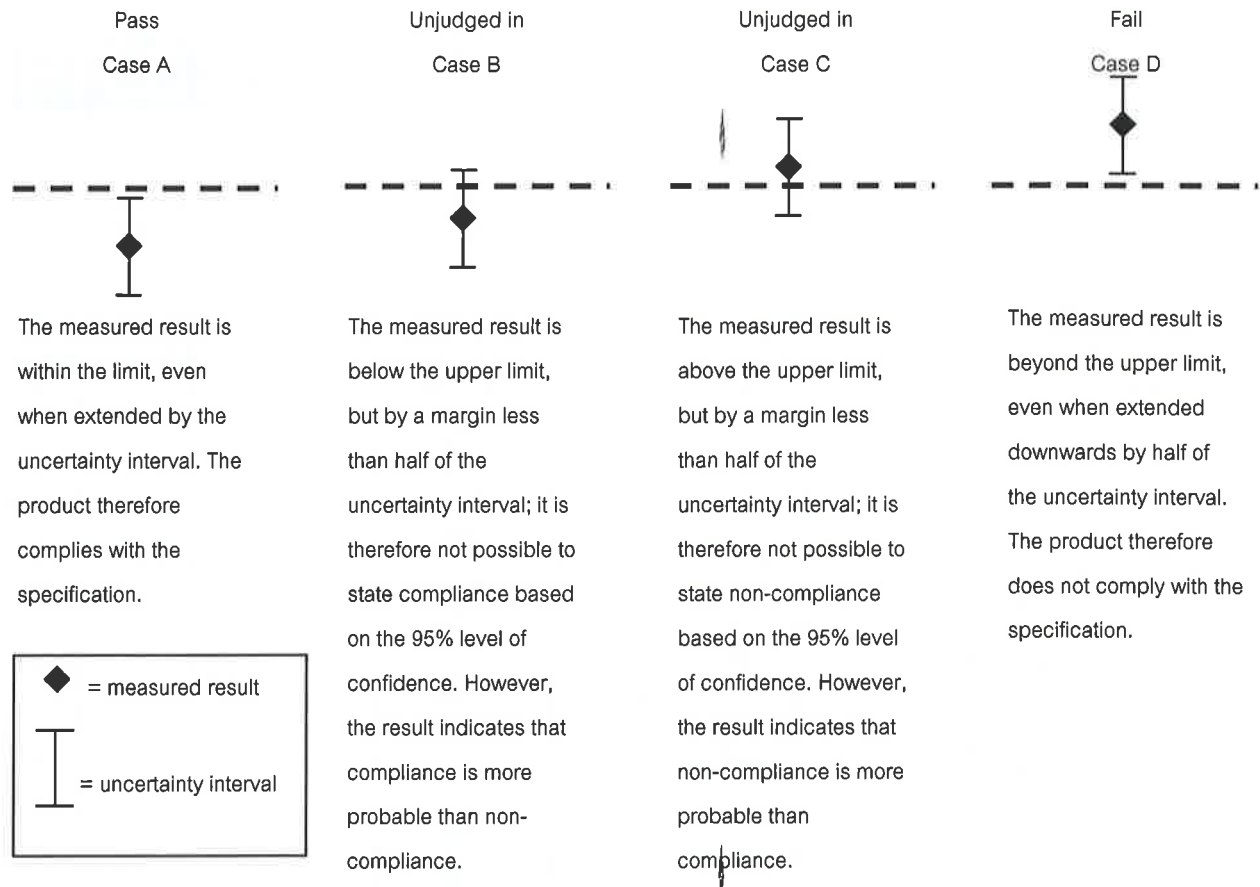 Pass
Case A
The measured result is
within the limit, even
when extended by the
uncertainty interval. The
product therefore
complies with the
specification.
= measured result
= uncertainty interval
Unjudged in
Case B
The measured result is
below the upper limit,
but by a margin less
than half of the
uncertainty interval; it is
therefore not possible to
state compliance based
on the 95% level of
confidence. However,
the result indicates that
compliance is more
probable than non-
compliance.
Unjudged in
Case C
The measured result is
above the upper limit,
but by a margin less
than half of the
uncertainty interval; it is
therefore not possible to
state non-compliance
based on the 95% level
of confidence. However,
the result indicates that
non-compliance is more
probable than
compliance.
Fail
Case D
The measured result is
beyond the upper limit,
even when extended
downwards by half of
the uncertainty interval.
The product therefore
does not comply with the
specification.